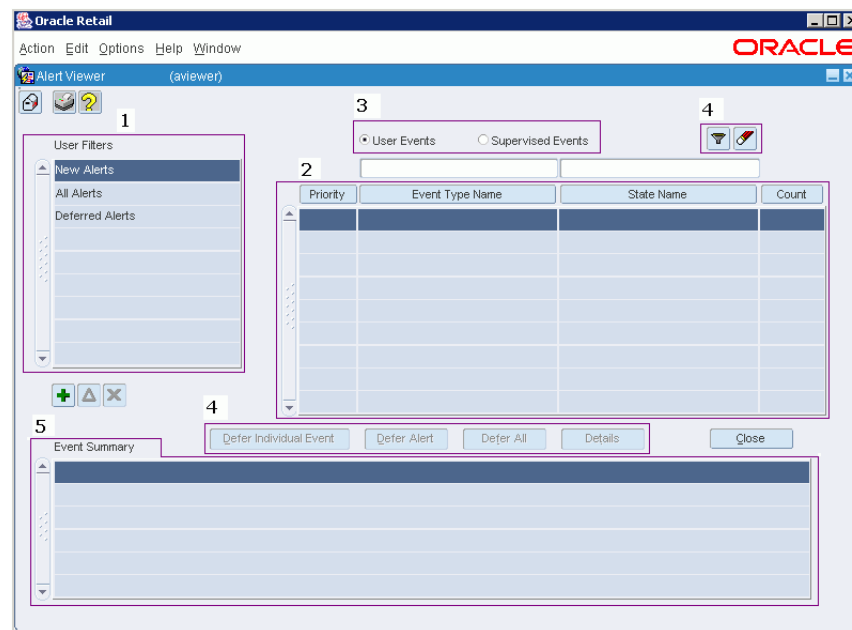 Oracle Retail
Action Edit Options Help Window
ORACLE
Alert Viewer (aviewer)
1
3
4
User Filters
User Events Supervised Events
New Alerts
2
All Alerts
Priority Event Type Name State Name Count
Deferred Alerts
4
5
Defer Individual Event Defer Alert Defer All Details Close
Event Summary